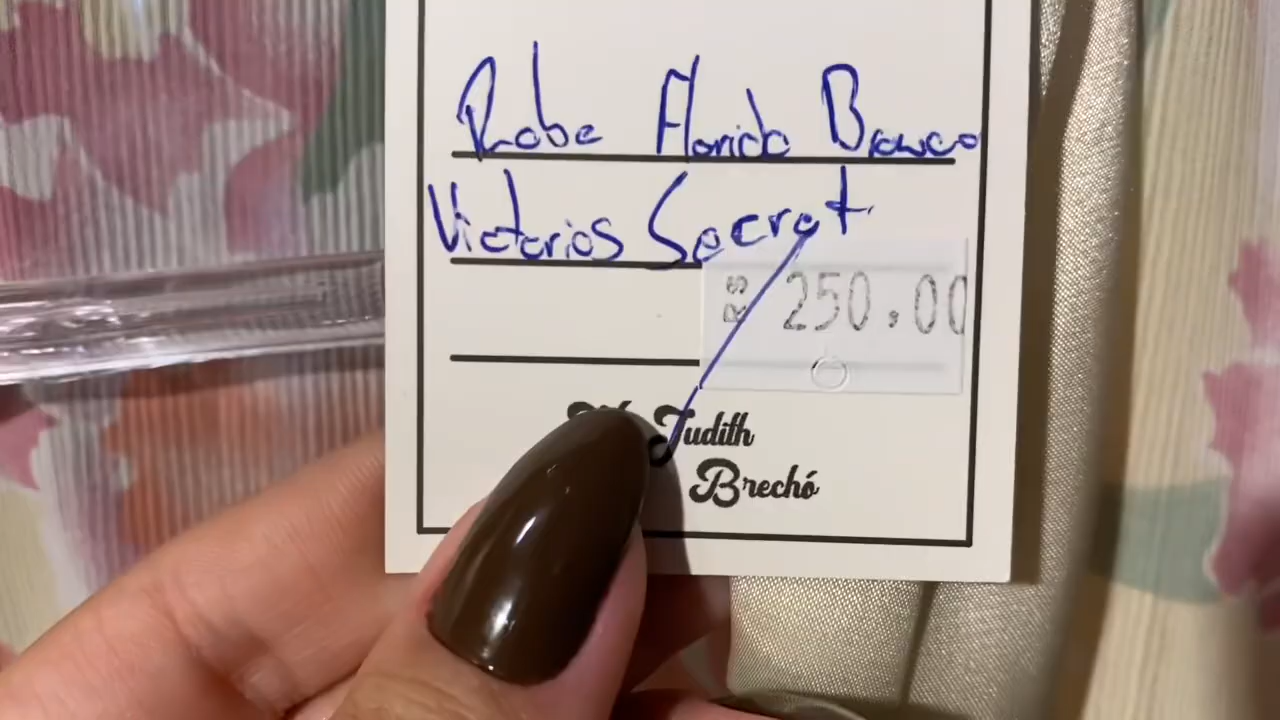 Robe Florido Branco
Victorias Secret
R$ 250,00
Judith
Brechó